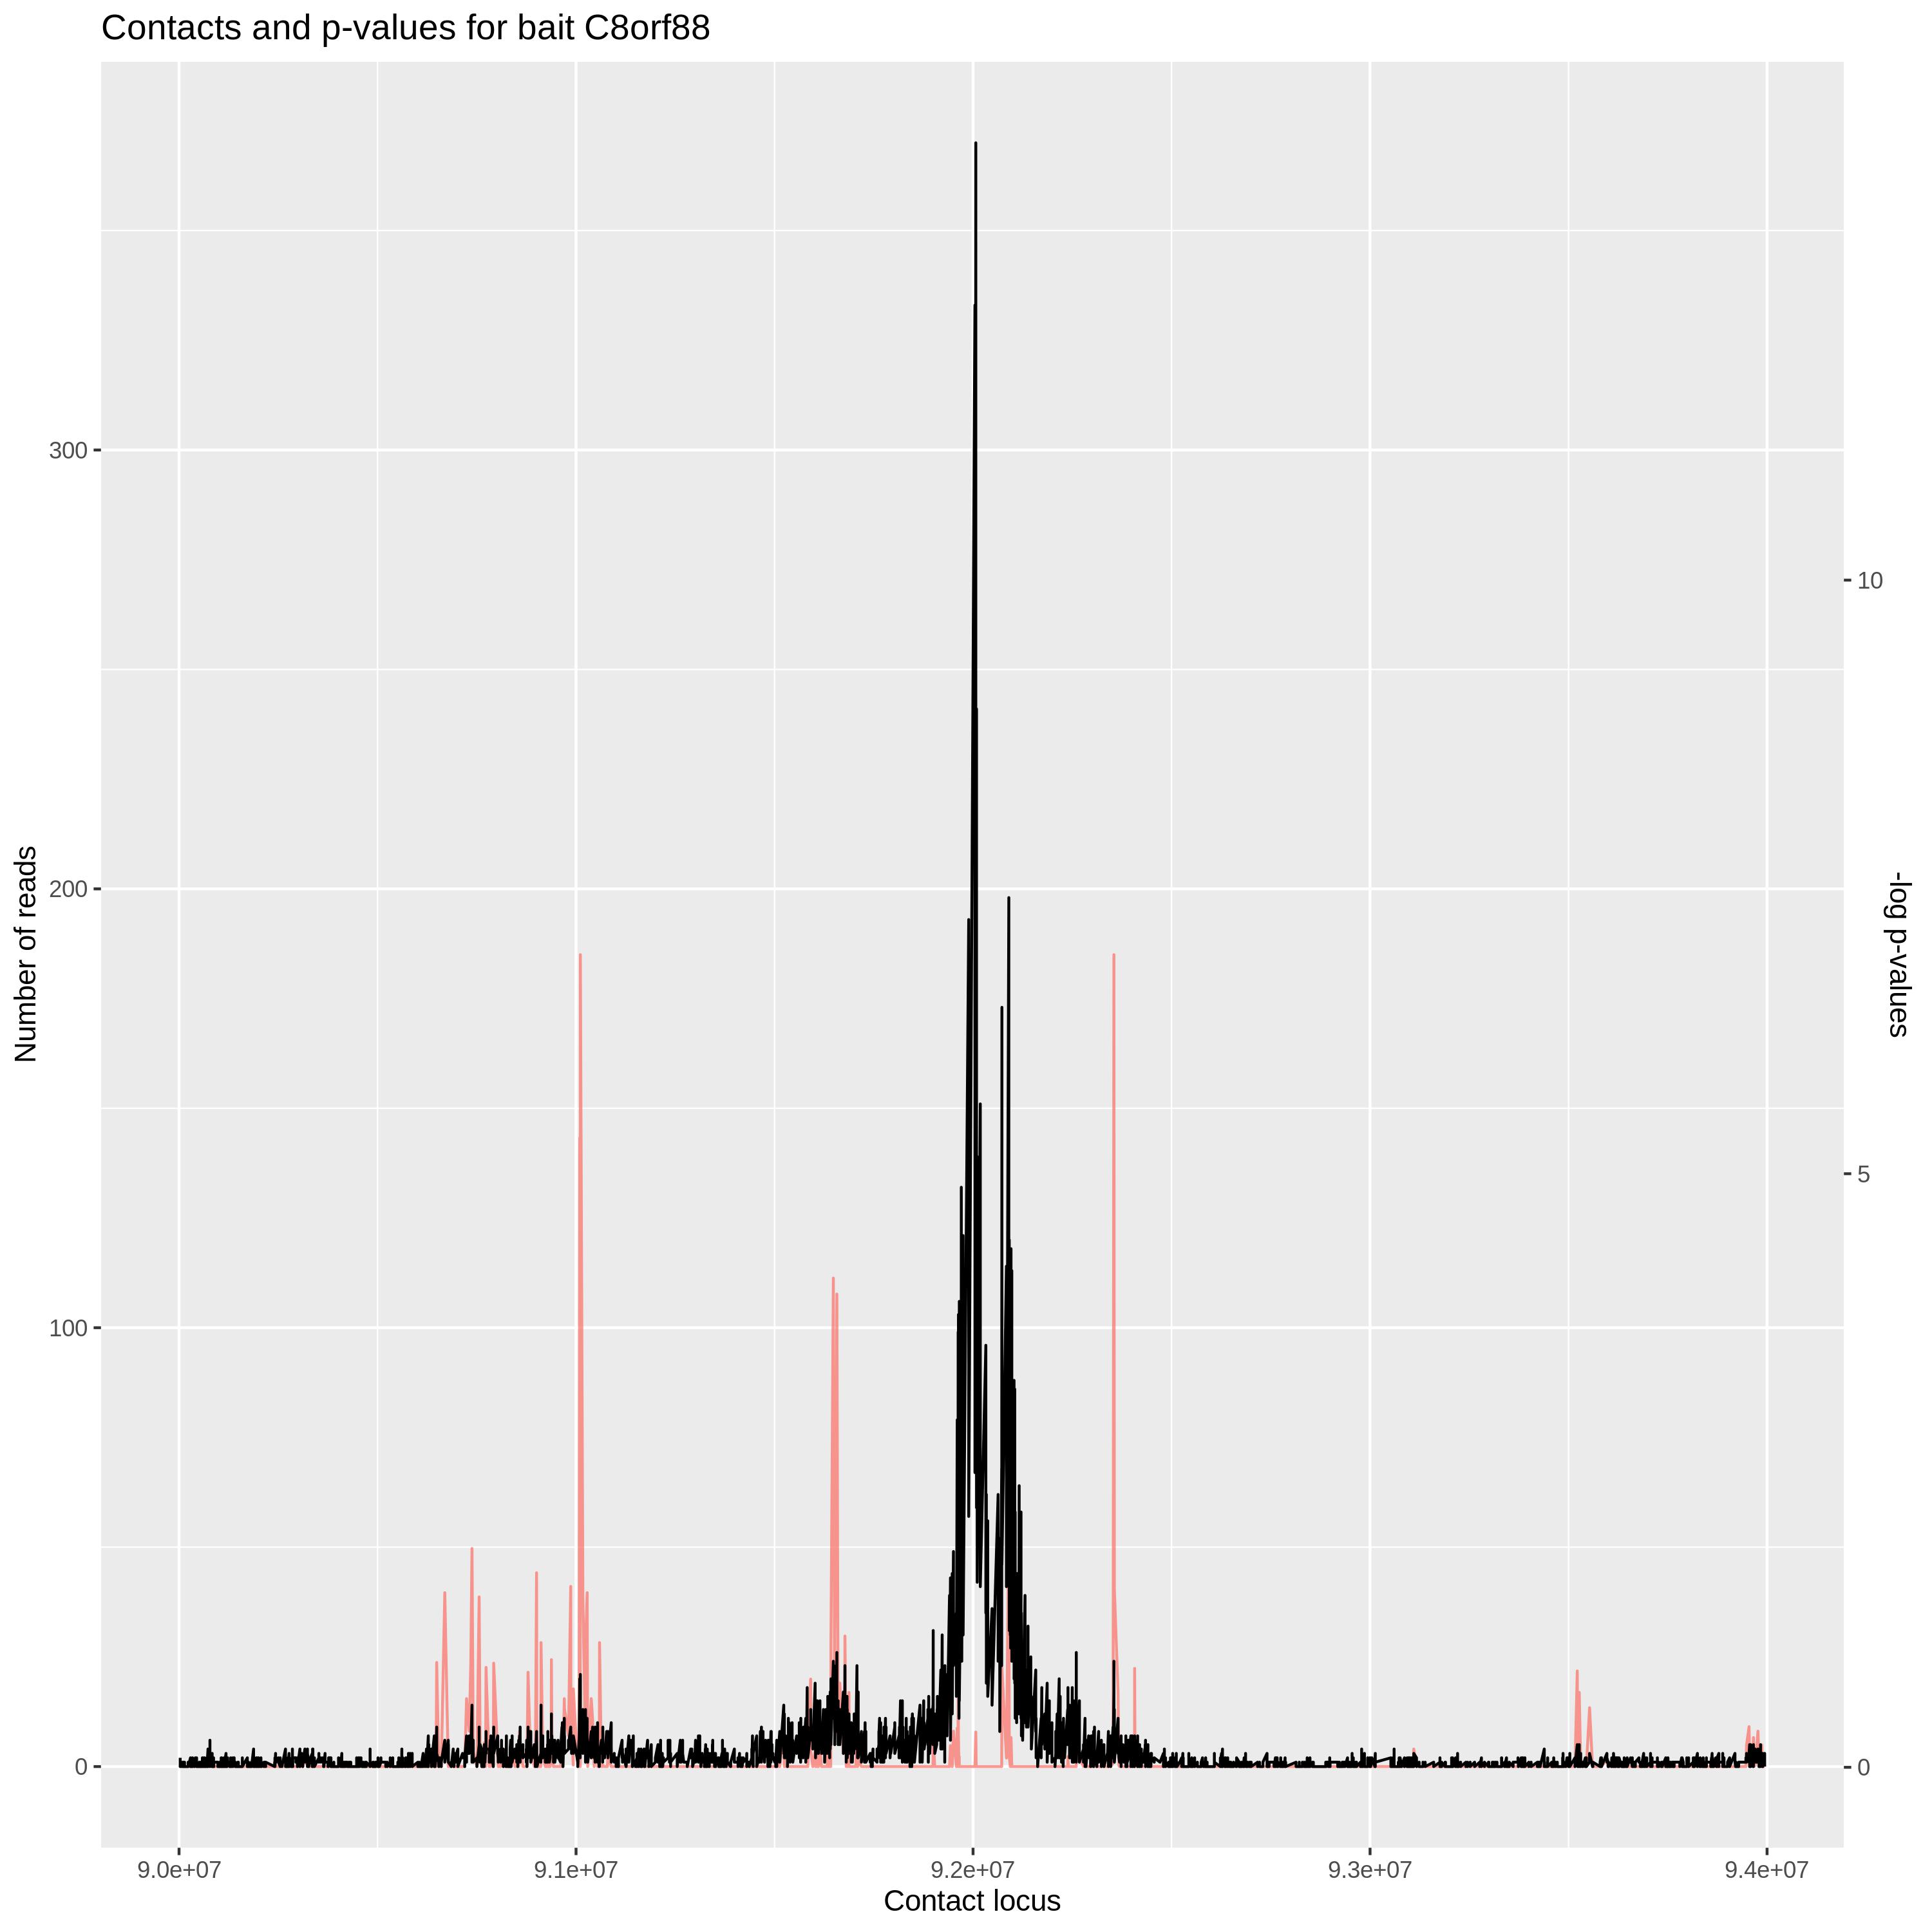 Contacts and p-values for bait C8orf88
Number of reads
300
200
100
0
-log p-values
10
5
0
9.0e+07
9.1e+07
9.2e+07
9.3e+07
9.4e+07
Contact locus